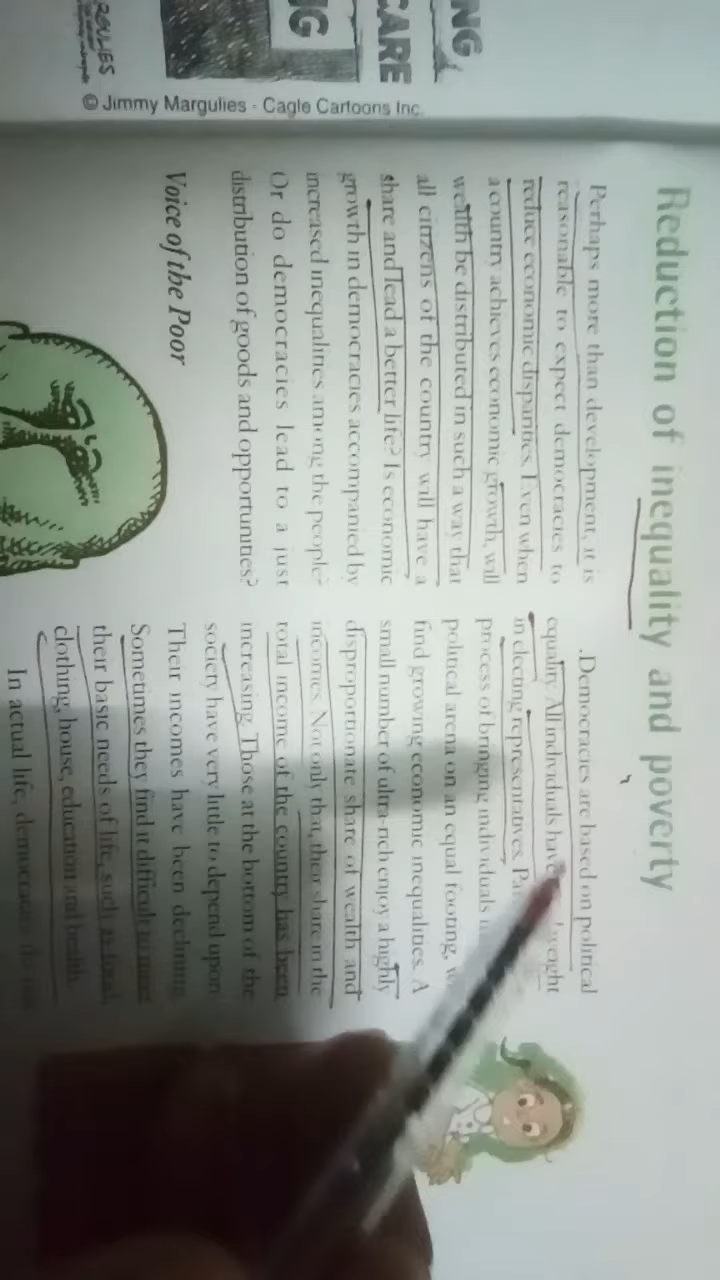 NG
CARE
IG
© Jimmy Margulies - Cagle Cartoons Inc.
Reduction of inequality and poverty
Perhaps more than development, it is
reasonable to expect democracies to
reduce economic disparities. Even when
a country achieves economic growth, will
wealth be distributed in such a way that
all citizens of the country will have a
share and lead a better life? Is economic
growth in democracies accompanied by
increased inequalities among the people?
Or do democracies lead to a just
distribution of goods and opportunities?
Voice of the Poor
.Democracies are based on political
equality. All individuals have
in electing representatives.
process of bringing individuals
political arena on an equal footing,
find growing economic inequalities. A
small number of ultra-rich enjoy a highly
disproportionate share of wealth and
incomes. Not only that, their share in the
total income of the country has been
increasing. Those at the bottom of the
society have very little to depend upon.
Their incomes have been declining.
Sometimes they find it difficult to meet
their basic needs of life, such as food,
clothing, house, education and health.
In actual life,